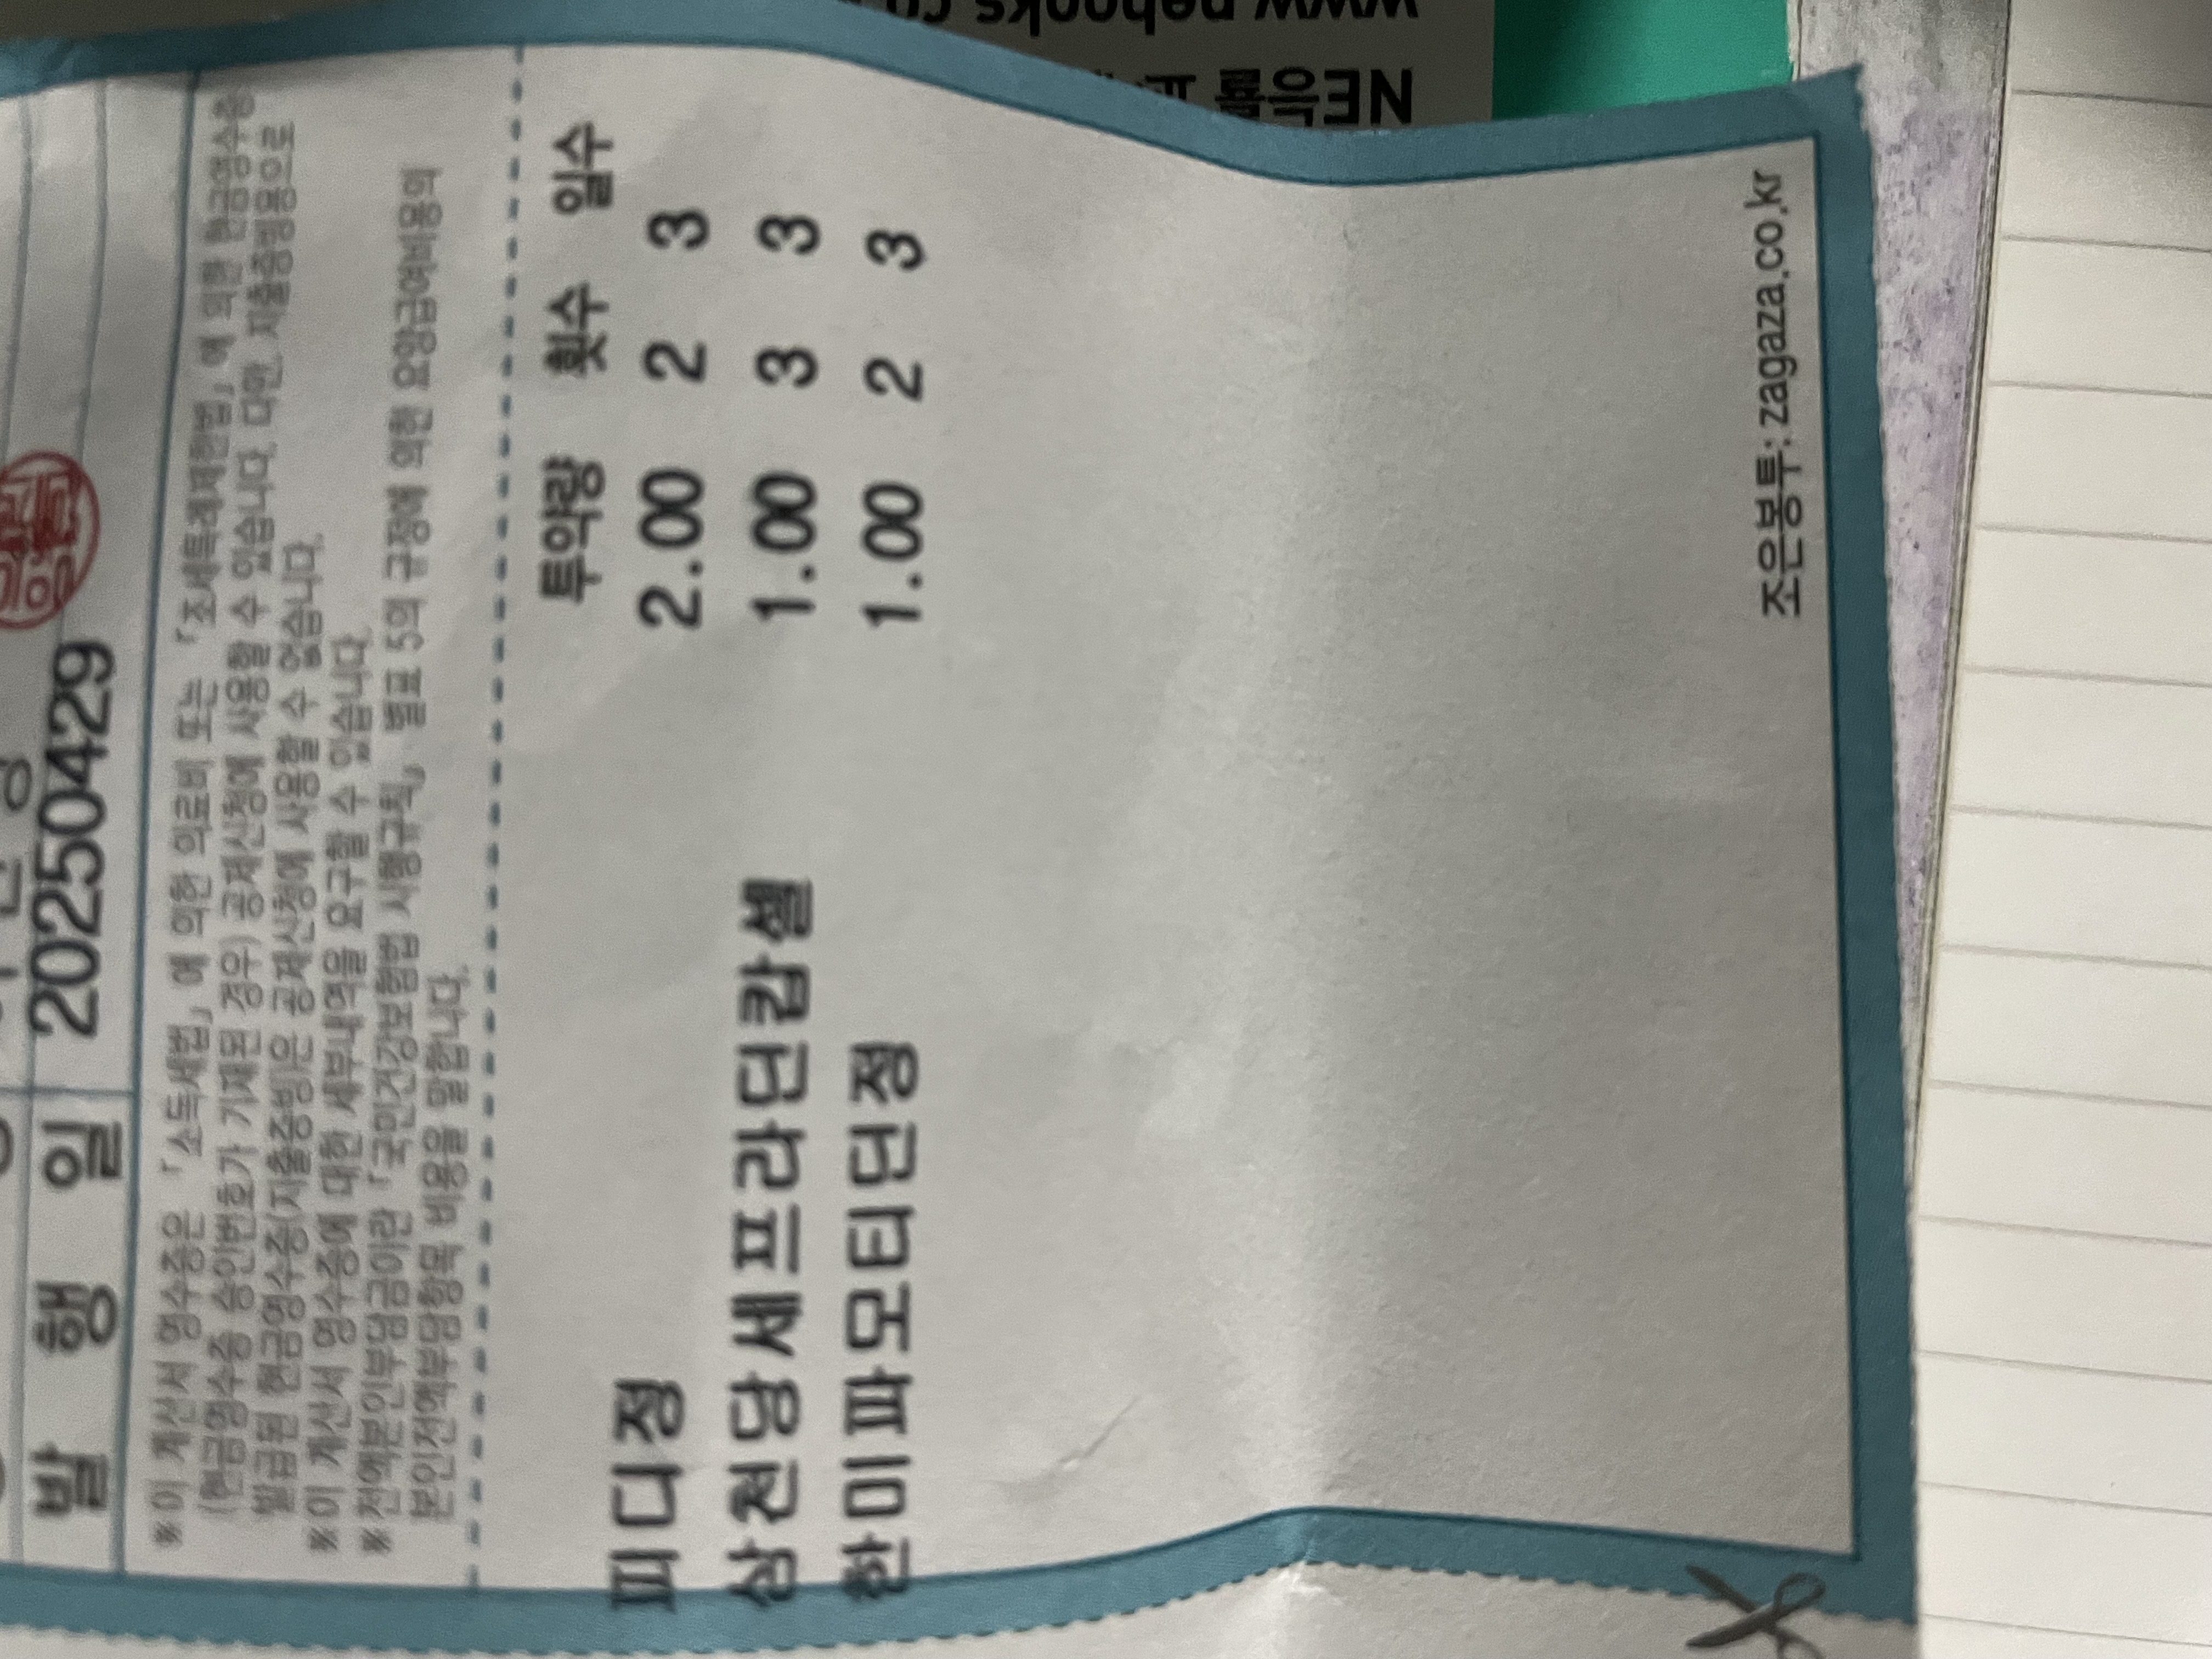 발 행 일 20250429
※이 계산서 영수증은 「소득세법」에 의한 의료비 또는 「조세특례제한법」에 의한 현금영수증
(현금영수증 승인번호가 기재된 경우) 공제신청에 사용할 수 있습니다. 다만, 지출증빙용으로
발급된 현금영수증(지출증빙)은 공제신청에 사용할 수 없습니다.
※이 계산서 영수증에 대한 세부내역을 요구할 수 있습니다.
※전액본인부담금이란 「국민건강보험법 시행규칙」 별표 5의 규정에 의한 요양급여비용의
본인전액부담항목 비용을 말합니다.
투약량 횟수 일수
피디정 2.00 2 3
삼천당세프라딘캅셀 1.00 3 3
한미파모티딘정 1.00 2 3
조은봉투: zagaza.co.kr
NE응률
www.nebooks.co